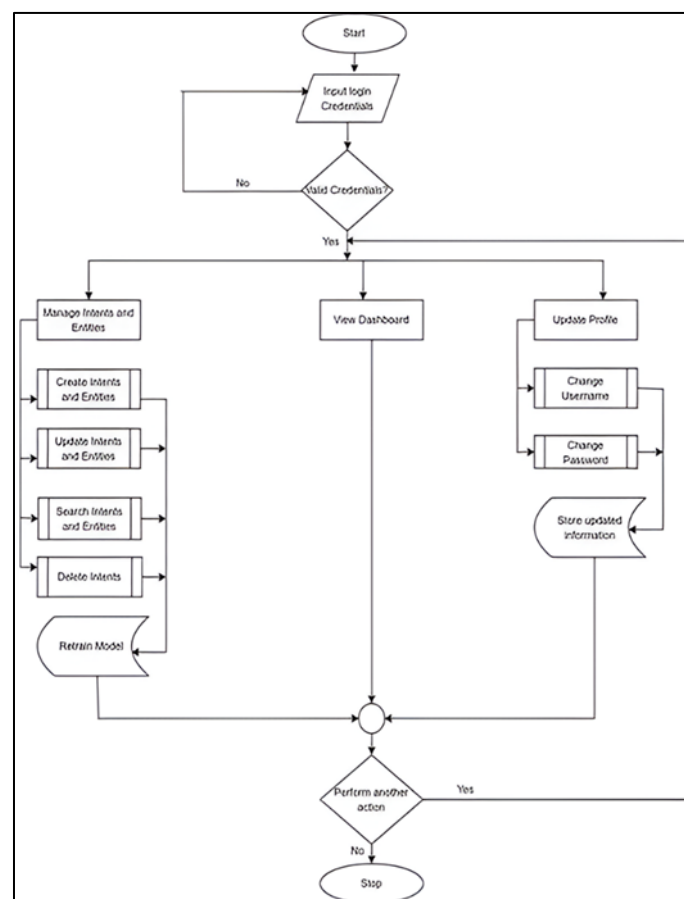 Start
Input login
Credentials
Valid Credentials?
No
Yes
Manage Intents and
Entities
View Dashboard
Update Profile
Create Intents
and Entities
Change
Username
Update Intents
and Entities
Change
Password
Search Intents
and Entities
Store updated
Information
Delete Intents
Retrain Model
Perform another
action
Yes
No
Stop